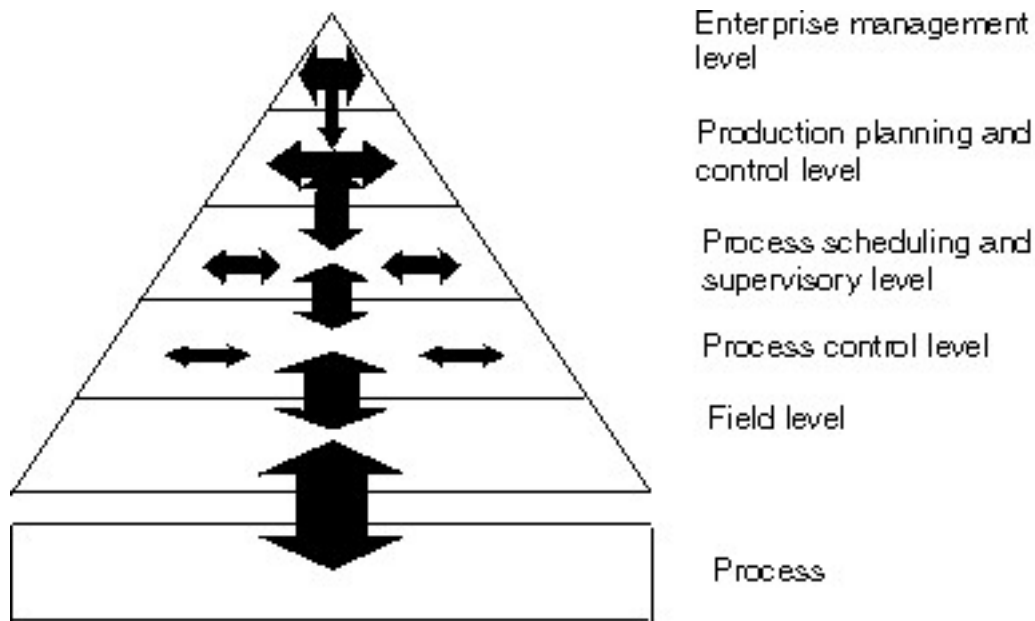 Enterprise management
level
Production planning and
control level
Process scheduling and
supervisory level
Process control level
Field level
Process